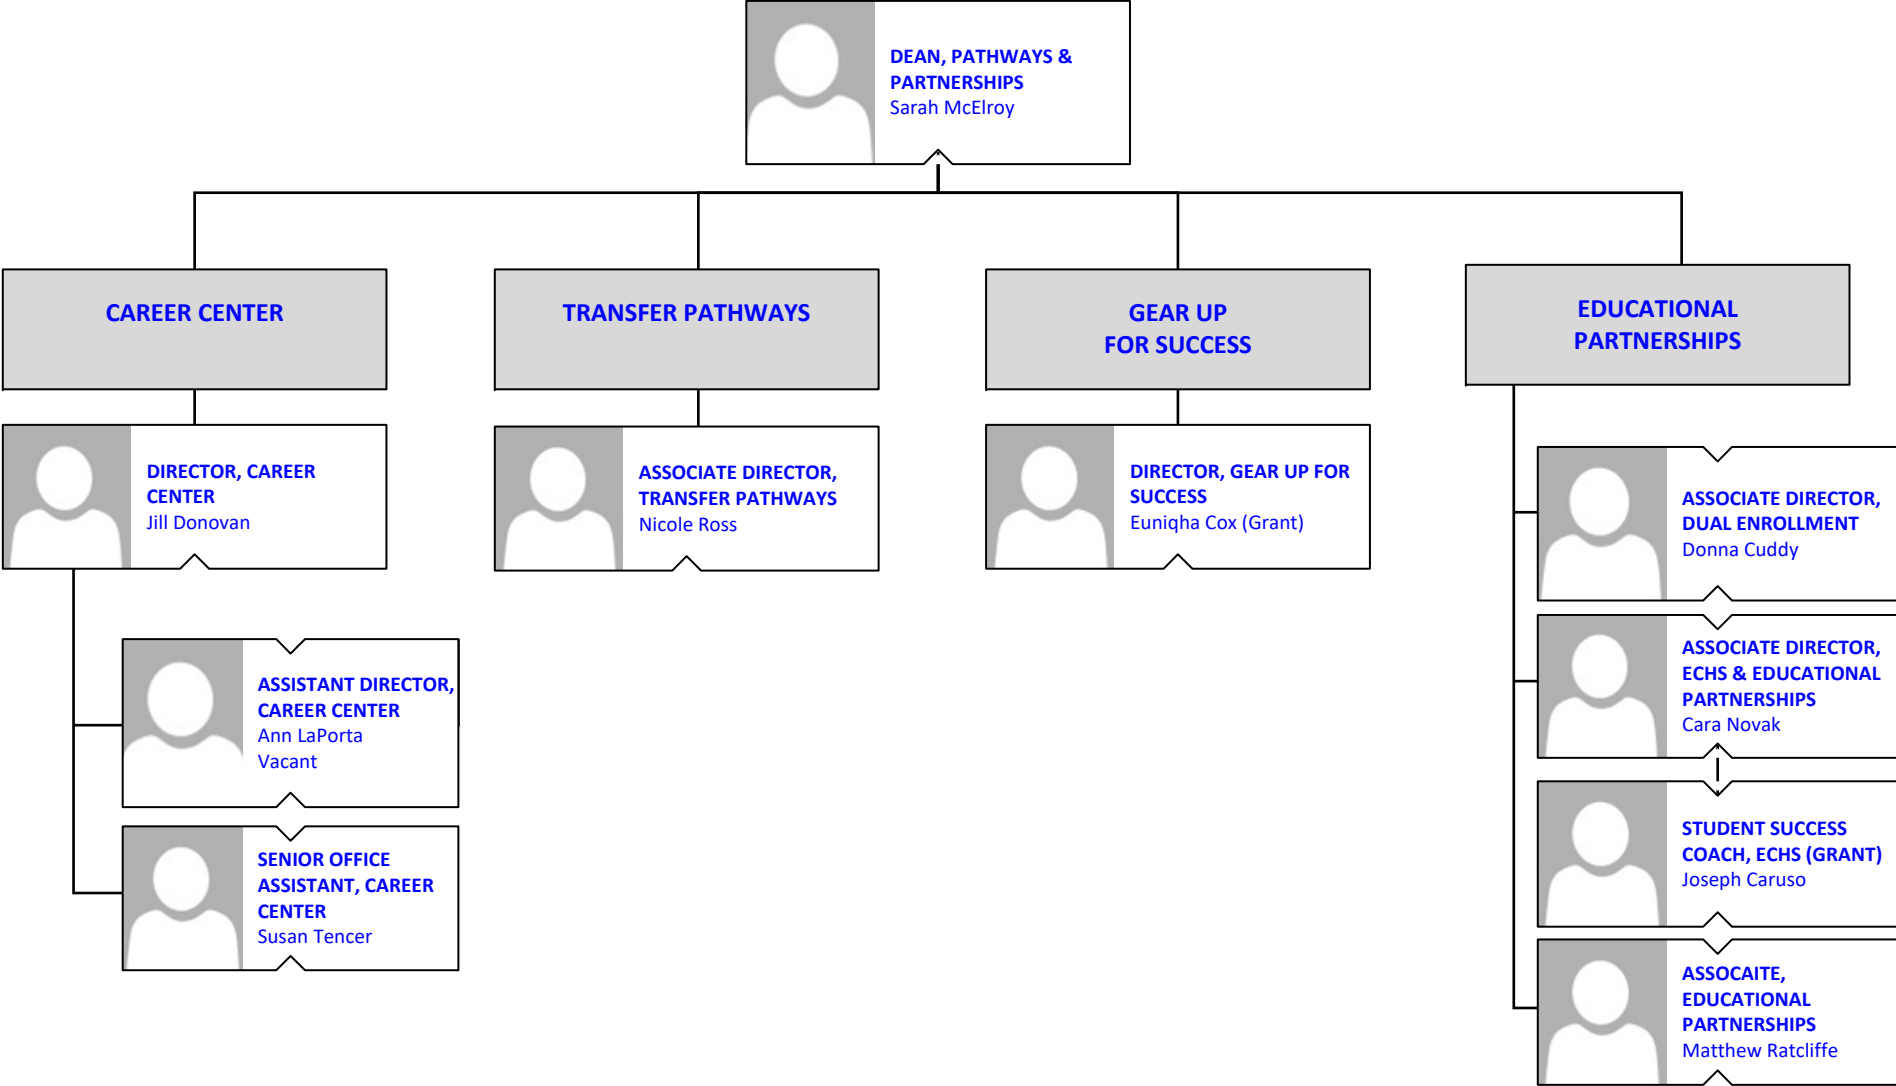 DEAN, PATHWAYS &
PARTNERSHIPS
Sarah McElroy
CAREER CENTER
TRANSFER PATHWAYS
GEAR UP
FOR SUCCESS
EDUCATIONAL
PARTNERSHIPS
DIRECTOR, CAREER
CENTER
Jill Donovan
ASSISTANT DIRECTOR,
CAREER CENTER
Ann LaPorta
Vacant
SENIOR OFFICE
ASSISTANT, CAREER
CENTER
Susan Tencer
ASSOCIATE DIRECTOR,
TRANSFER PATHWAYS
Nicole Ross
DIRECTOR, GEAR UP FOR
SUCCESS
Euniqha Cox (Grant)
ASSOCIATE DIRECTOR,
DUAL ENROLLMENT
Donna Cuddy
ASSOCIATE DIRECTOR,
ECHS & EDUCATIONAL
PARTNERSHIPS
Cara Novak
STUDENT SUCCESS
COACH, ECHS (GRANT)
Joseph Caruso
ASSOCAITE,
EDUCATIONAL
PARTNERSHIPS
Matthew Ratcliffe